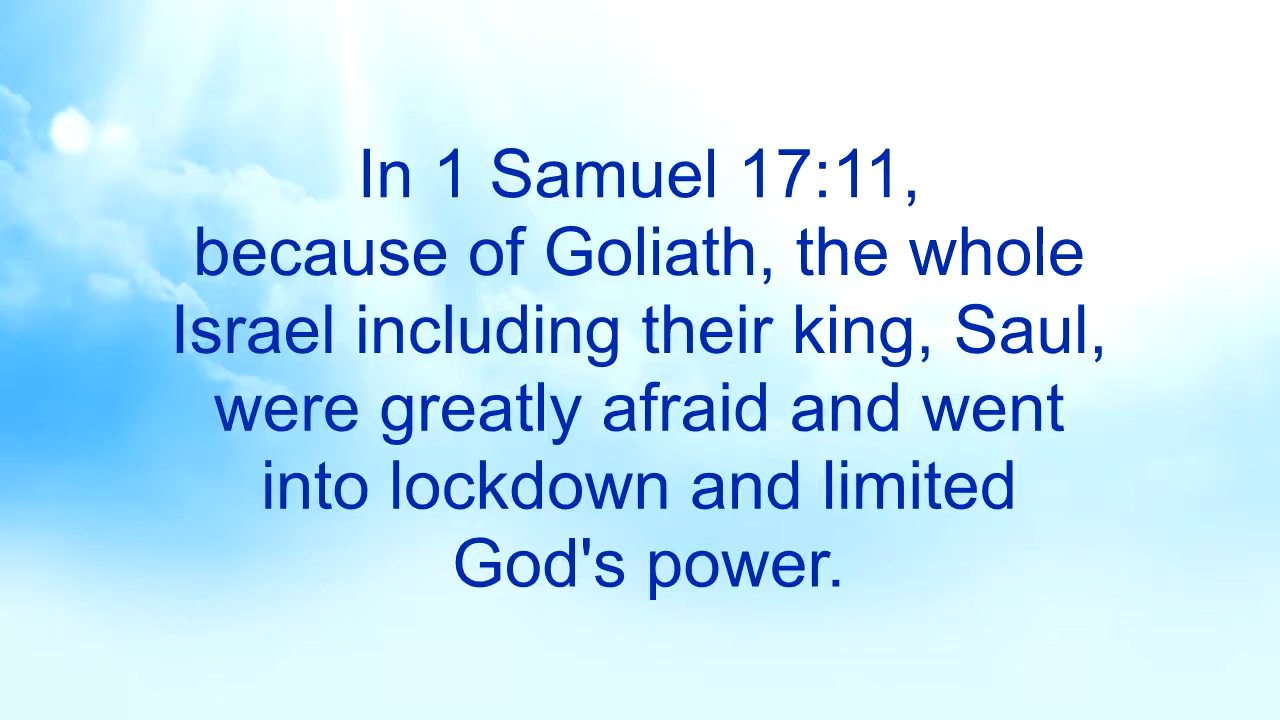 In 1 Samuel 17:11,
because of Goliath, the whole
Israel including their king, Saul,
were greatly afraid and went
into lockdown and limited
God's power.